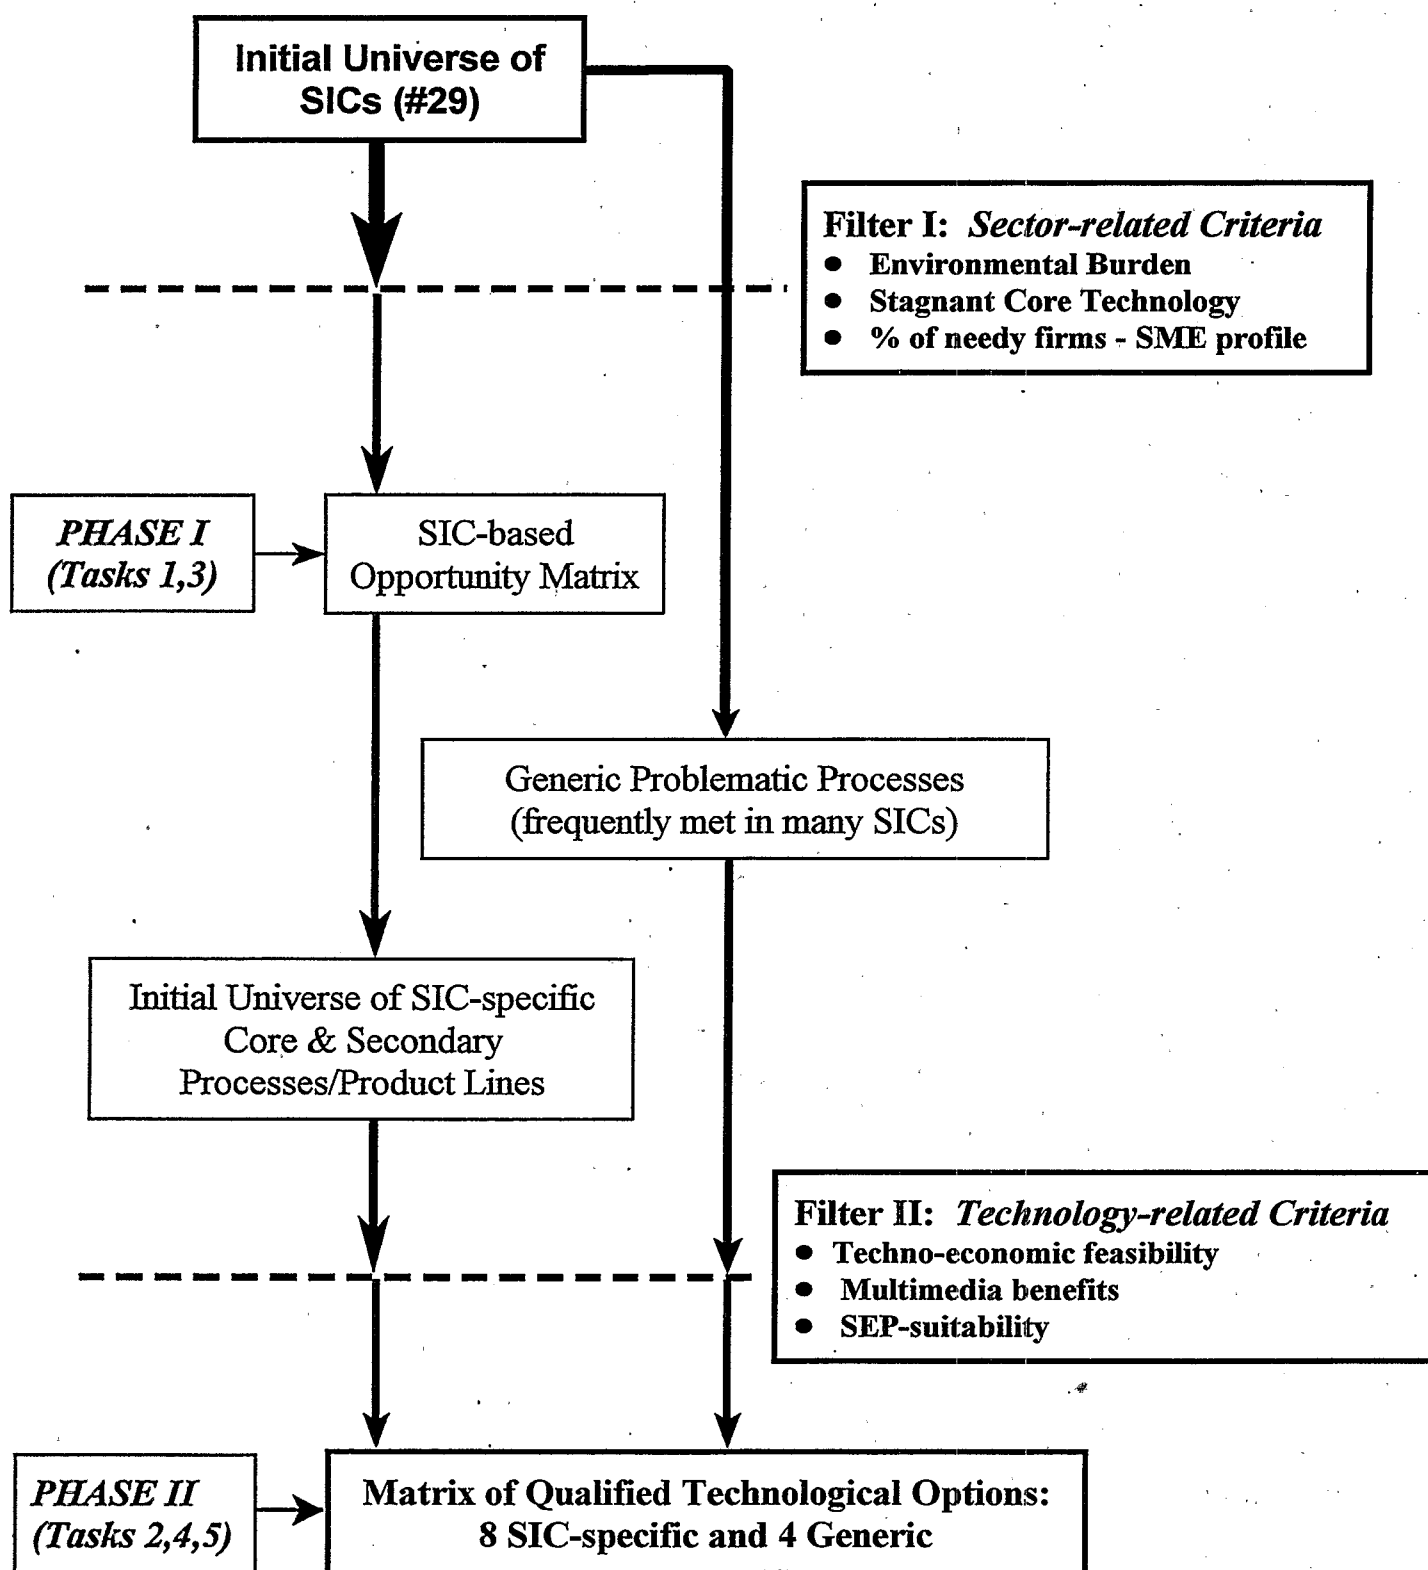 Initial Universe of
SICs (#29)
Filter I: Sector-related Criteria
● Environmental Burden
● Stagnant Core Technology
● % of needy firms - SME profile
PHASE I
(Tasks 1,3)
SIC-based
Opportunity Matrix
Generic Problematic Processes
(frequently met in many SICs)
Initial Universe of SIC-specific
Core & Secondary
Processes/Product Lines
Filter II: Technology-related Criteria
● Techno-economic feasibility
● Multimedia benefits
● SEP-suitability
PHASE II
(Tasks 2,4,5)
Matrix of Qualified Technological Options:
8 SIC-specific and 4 Generic